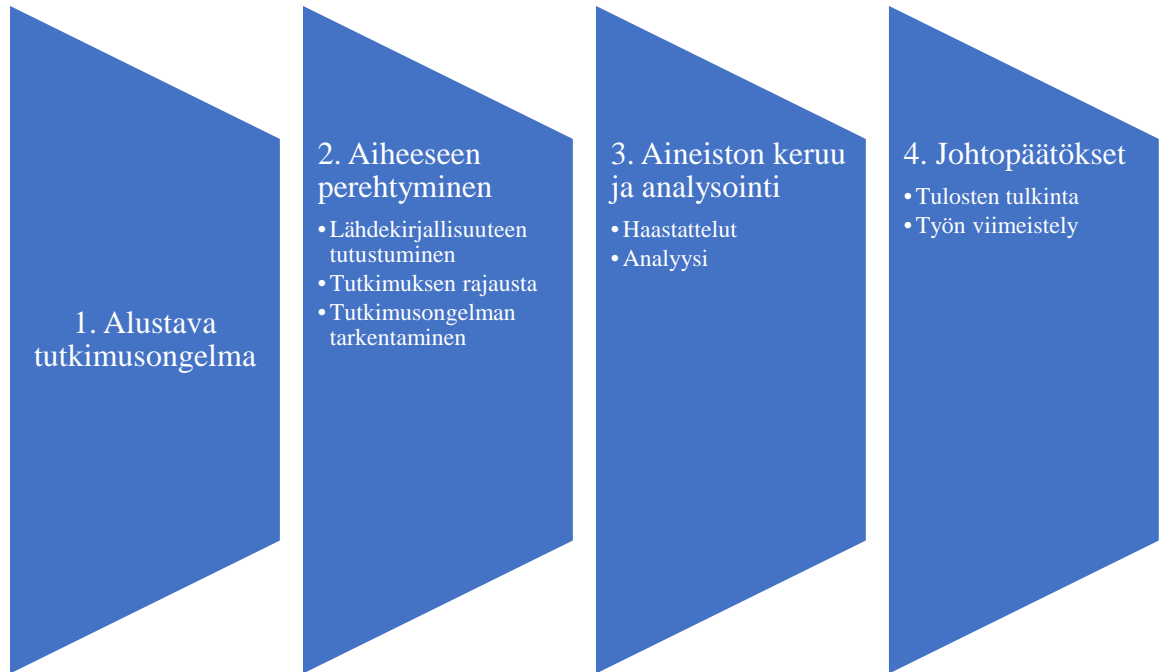 1. Alustava
tutkimusongelma
2. Aiheeseen
perehtyminen
• Lähdekirjallisuuteen
tutustuminen
• Tutkimuksen rajausta
• Tutkimusongelman
tarkentaminen
3. Aineiston keruu
ja analysointi
• Haastattelut
• Analyysi
4. Johtopäätökset
• Tulosten tulkinta
• Työn viimeistely